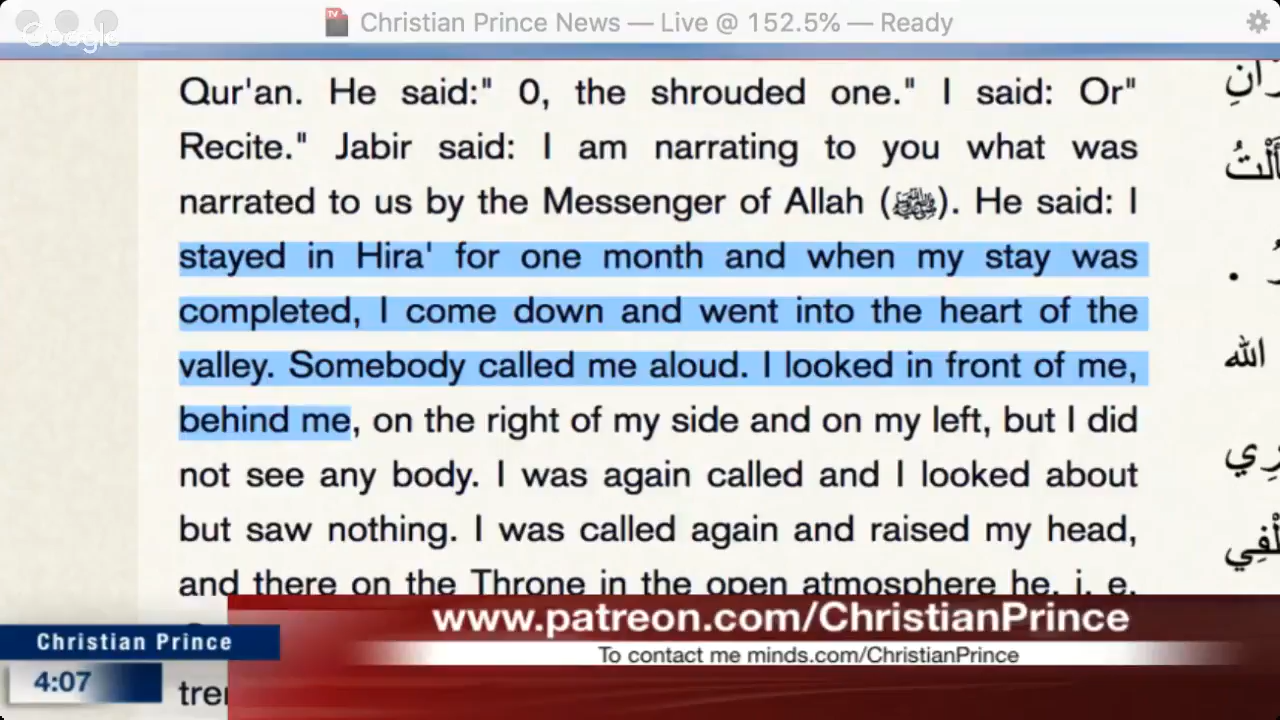 Google
Christian Prince News — Live @ 152.5% — Ready
Qur'an. He said:" 0, the shrouded one." I said: Or"
Recite." Jabir said: I am narrating to you what was
narrated to us by the Messenger of Allah (ﷺ). He said: I
stayed in Hira' for one month and when my stay was
completed, I come down and went into the heart of the
valley. Somebody called me aloud. I looked in front of me,
behind me, on the right of my side and on my left, but I did
not see any body. I was again called and I looked about
but saw nothing. I was called again and raised my head,
and there on the Throne in the open atmosphere he, i. e.
الله
www.patreon.com/ChristianPrince
Christian Prince
To contact me minds.com/ChristianPrince
4:07